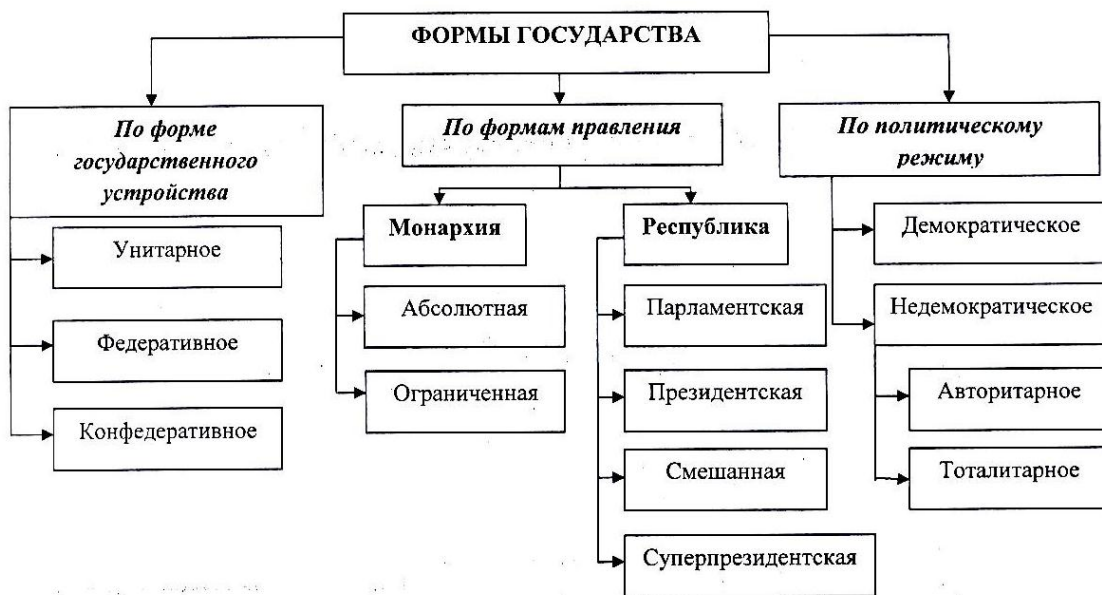 ФОРМЫ ГОСУДАРСТВА
По форме
государственного
устройства
Унитарное
Федеративное
Конфедеративное
По формам правления
Монархия
Абсолютная
Ограниченная
Республика
Парламентская
Президентская
Смешанная
Суперпрезидентская
По политическому
режиму
Демократическое
Недемократическое
Авторитарное
Тоталитарное